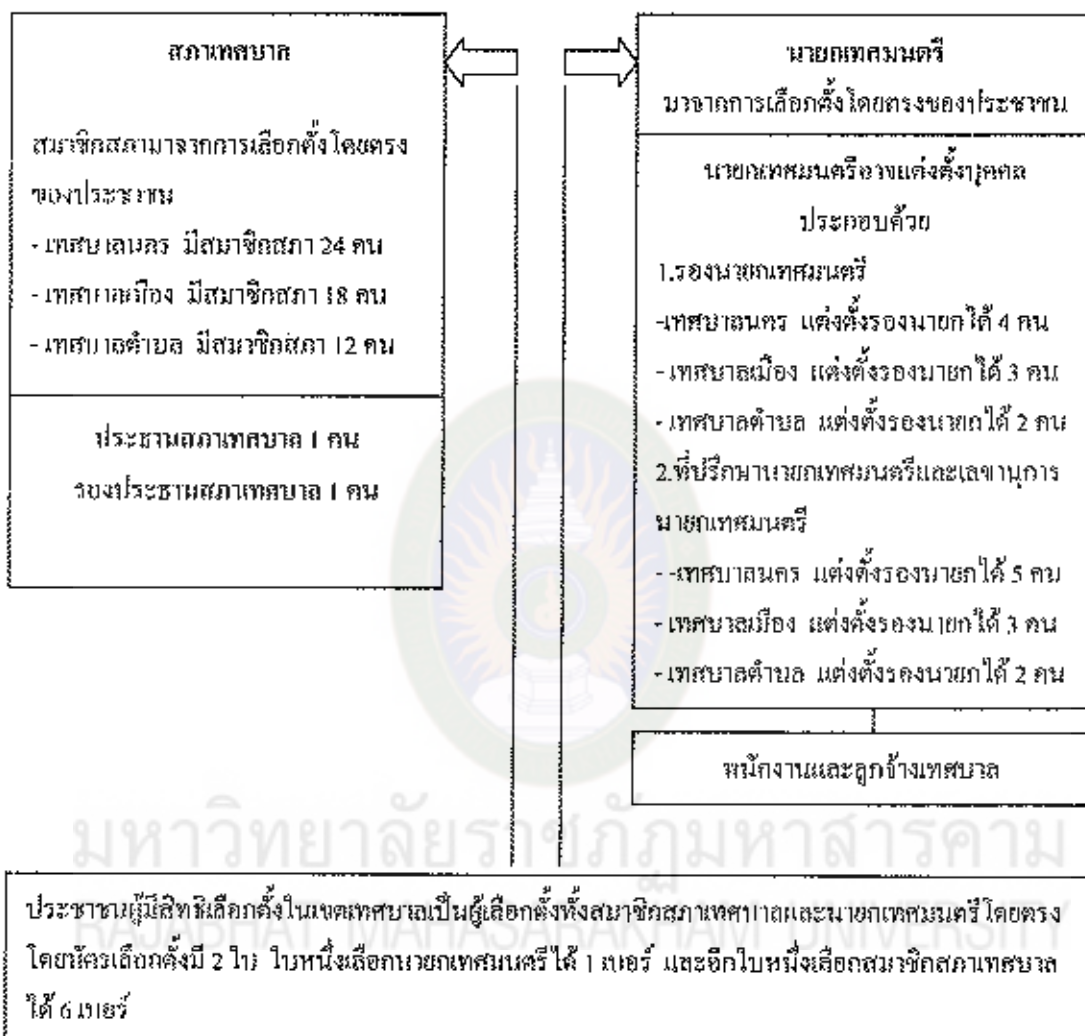 สภาเทศบาล
สมาชิกสภามาจากการเลือกตั้งโดยตรง
ของประชาชน
- เทศบาลนคร มีสมาชิกสภา 24 คน
- เทศบาลเมือง มีสมาชิกสภา 18 คน
- เทศบาลตำบล มีสมาชิกสภา 12 คน
ประธานสภาเทศบาล 1 คน
รองประธานสภาเทศบาล 1 คน
นายกเทศมนตรี
มาจากการเลือกตั้งโดยตรงของประชาชน
นายกเทศมนตรีอาจแต่งตั้งบุคคล
ประกอบด้วย
1.รองนายกเทศมนตรี
-เทศบาลนคร แต่งตั้งรองนายกได้ 4 คน
- เทศบาลเมือง แต่งตั้งรองนายกได้ 3 คน
- เทศบาลตำบล แต่งตั้งรองนายกได้ 2 คน
2.ที่ปรึกษานายกเทศมนตรีและเลขานุการ
นายกเทศมนตรี
- -เทศบาลนคร แต่งตั้งรองนายกได้ 5 คน
- เทศบาลเมือง แต่งตั้งรองนายกได้ 3 คน
- เทศบาลตำบล แต่งตั้งรองนายกได้ 2 คน
พนักงานและลูกจ้างเทศบาล
มหาวิทยาลัยราชภัฏมหาสารคาม
RAJABHAT MAHASARAKHAM UNIVERSITY
ประชาชนผู้มีสิทธิเลือกตั้งในเขตเทศบาลเป็นผู้เลือกตั้งทั้งสมาชิกสภาเทศบาลและนายกเทศมนตรีโดยตรง
โดยบัตรเลือกตั้งมี 2 ใบ ใบหนึ่งเลือกนายกเทศมนตรีได้ 1 เบอร์ และอีกใบหนึ่งเลือกสมาชิกสภาเทศบาล
ได้ 6 เบอร์